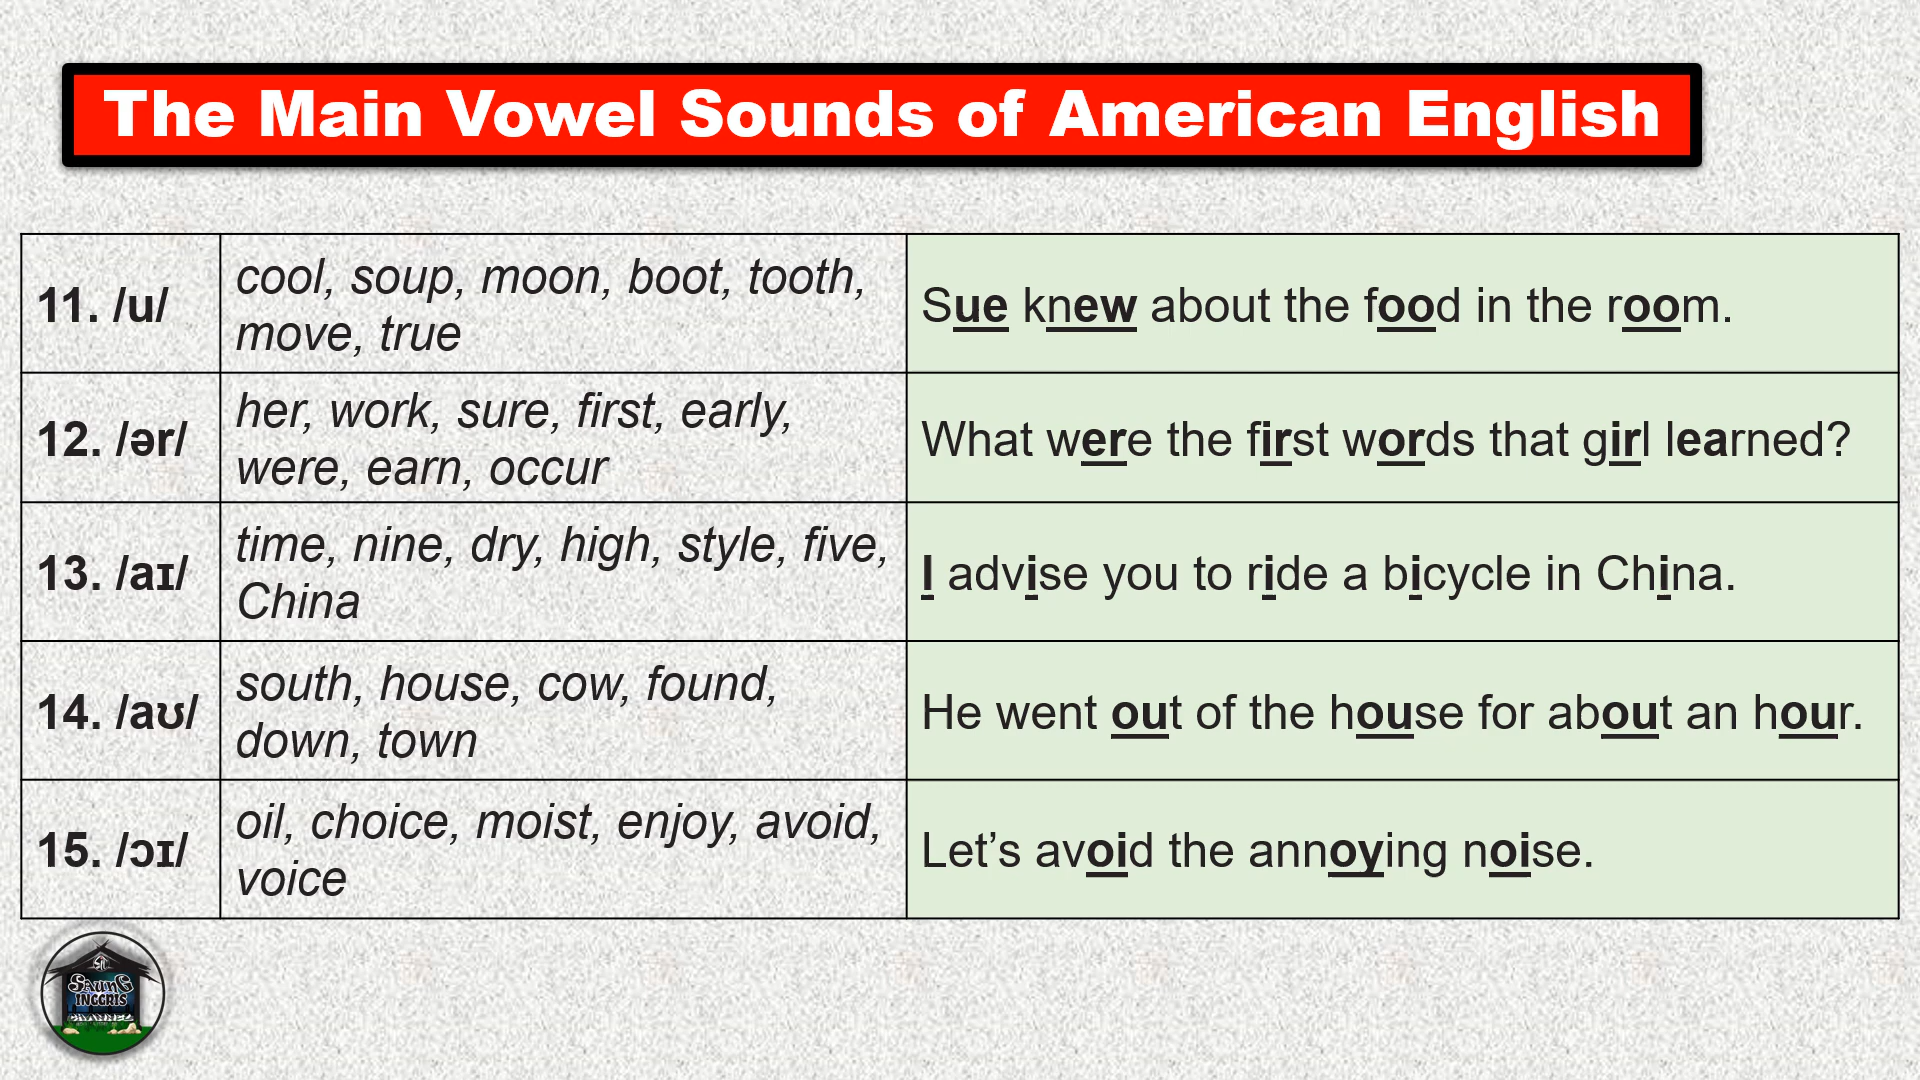 The Main Vowel Sounds of American English
11. /u/
cool, soup, moon, boot, tooth,
move, true
Sue knew about the food in the room.
12. /ər/
her, work, sure, first, early,
were, earn, occur
What were the first words that girl learned?
13. /aɪ/
time, nine, dry, high, style, five,
China
I advise you to ride a bicycle in China.
14. /aʊ/
south, house, cow, found,
down, town
He went out of the house for about an hour.
15. /ɔɪ/
oil, choice, moist, enjoy, avoid,
voice
Let’s avoid the annoying noise.
SAUNG
INGGRIS
CHANNEL